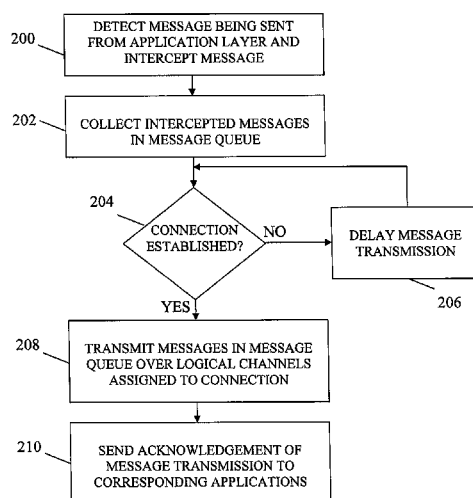 200
DETECT MESSAGE BEING SENT
FROM APPLICATION LAYER AND
INTERCEPT MESSAGE
202
COLLECT INTERCEPTED MESSAGES
IN MESSAGE QUEUE
204
CONNECTION
ESTABLISHED?
NO
DELAY MESSAGE
TRANSMISSION
206
YES
208
TRANSMIT MESSAGES IN MESSAGE
QUEUE OVER LOGICAL CHANNELS
ASSIGNED TO CONNECTION
210
SEND ACKNOWLEDGEMENT OF
MESSAGE TRANSMISSION TO
CORRESPONDING APPLICATIONS